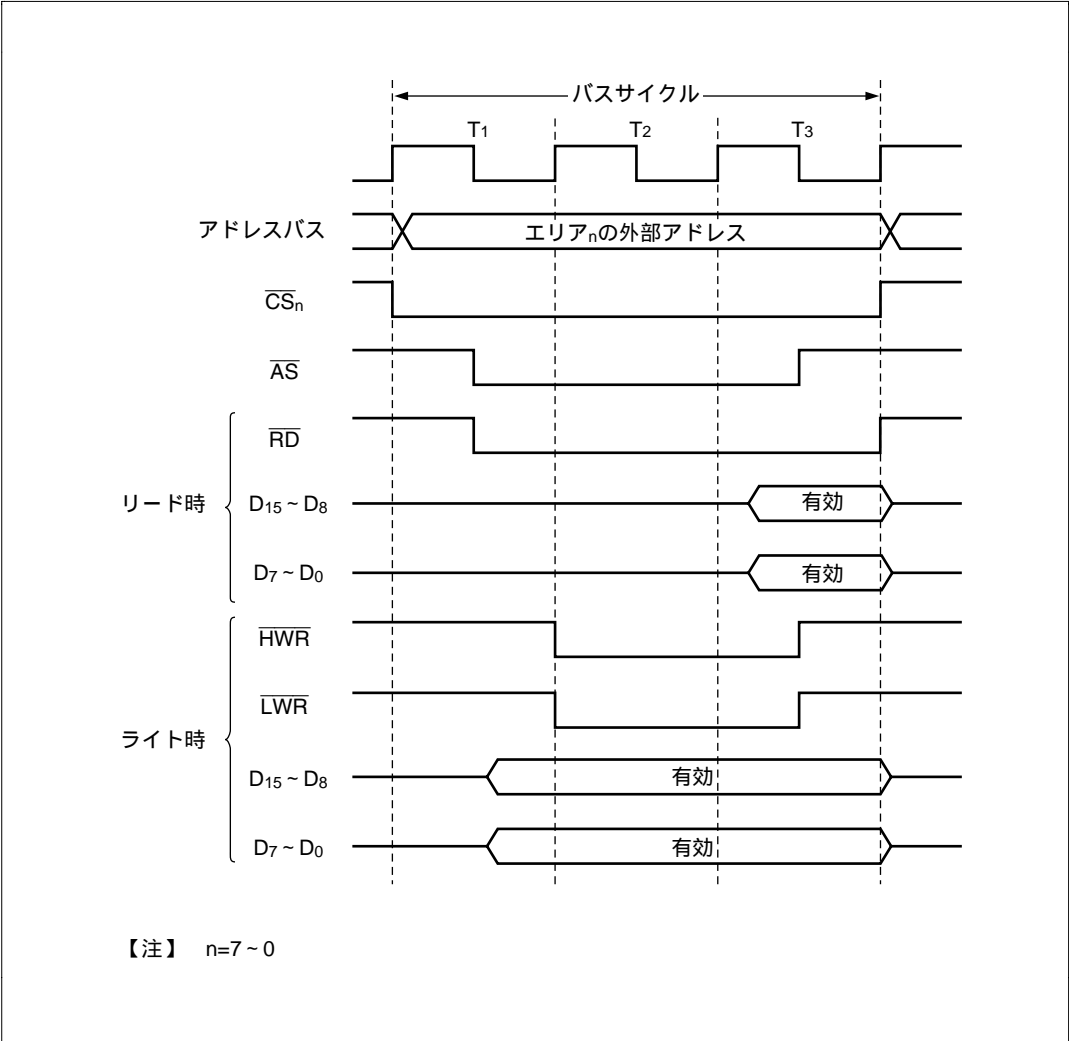 バスサイクル
T1 T2 T3
アドレスバス エリアnの外部アドレス
CSn
AS
RD
リード時
D15 ~ D8 有効
D7 ~ D0 有効
HWR
LWR
ライト時
D15 ~ D8 有効
D7 ~ D0 有効
【注】 n=7 ~ 0